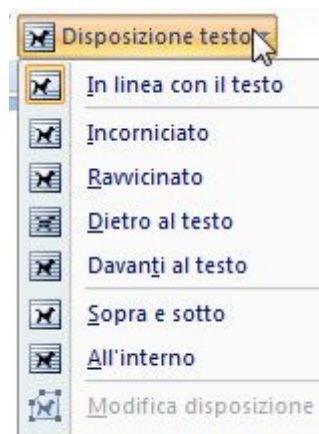 Disposizione testo
In linea con il testo
Incorniciato
Ravvicinato
Dietro al testo
Davanti al testo
Sopra e sotto
All'interno
Modifica disposizione